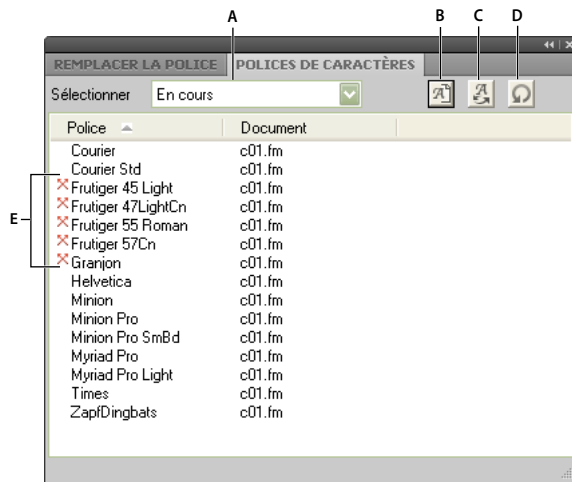 A B C D
REMPLACER LA POLICE POLICES DE CARACTÈRES
Sélectionner En cours
Police Document
Courier c01.fm
Courier Std c01.fm
Frutiger 45 Light c01.fm
Frutiger 47LightCn c01.fm
Frutiger 55 Roman c01.fm
E Frutiger 57Cn c01.fm
Granjon c01.fm
Helvetica c01.fm
Minion c01.fm
Minion Pro c01.fm
Minion Pro SmBd c01.fm
Myriad Pro c01.fm
Myriad Pro Light c01.fm
Times c01.fm
ZapfDingbats c01.fm